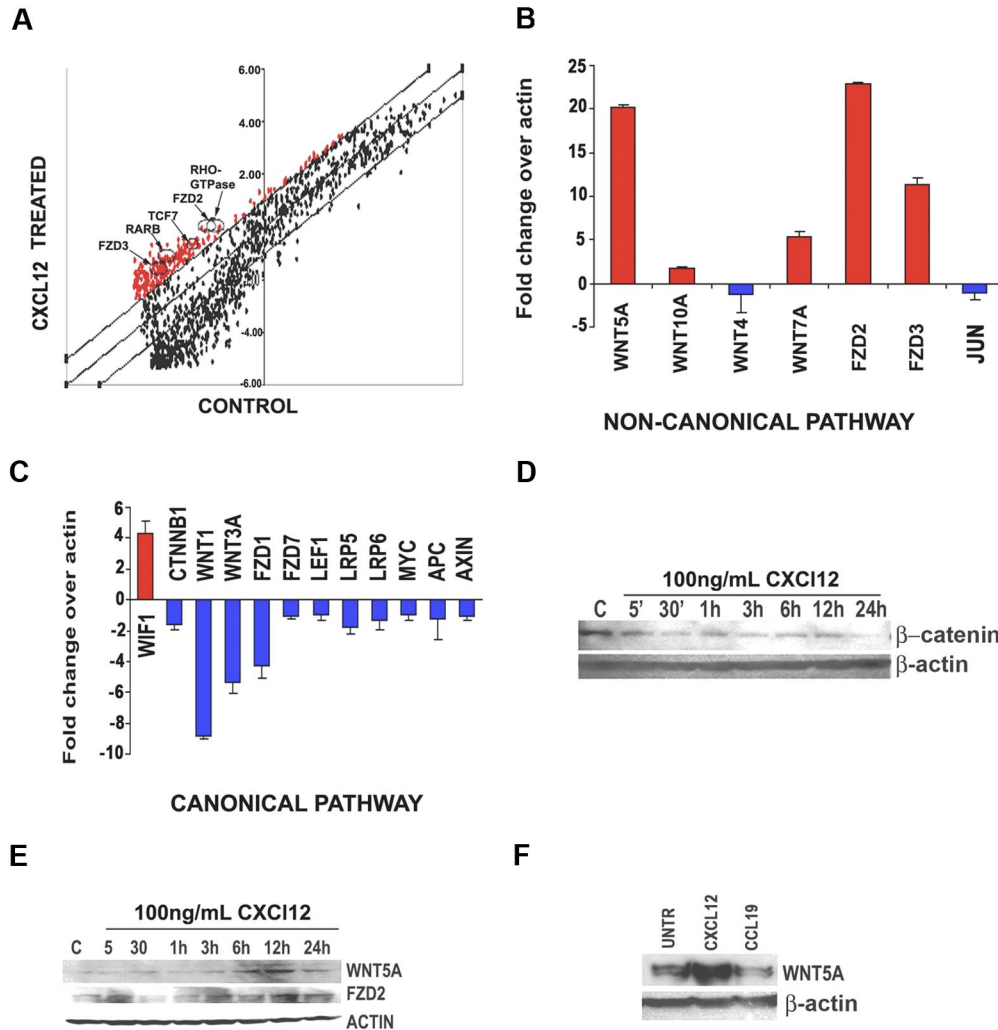 A
CXCL12 TREATED
6.00
4.00
2.00
-4.00
-6.00
RHO-
GTPase
FZD2
TCF7
RARB
FZD3
CONTROL
B
Fold change over actin
25
20
15
10
5
0
-5
WNT5A
WNT10A
WNT4
WNT7A
FZD2
FZD3
JUN
NON-CANONICAL PATHWAY
C
Fold change over actin
6
4
2
0
-2
-4
-6
-8
-10
WIF1
CTNNB1
WNT1
WNT3A
FZD1
FZD7
LEF1
LRP5
LRP6
MYC
APC
AXIN
CANONICAL PATHWAY
D
100ng/mL CXCl12
C 5' 30' 1h 3h 6h 12h 24h
β–catenin
β-actin
E
100ng/mL CXCl12
C 5 30 1h 3h 6h 12h 24h
WNT5A
FZD2
ACTIN
F
UNTR
CXCL12
CCL19
WNT5A
β-actin